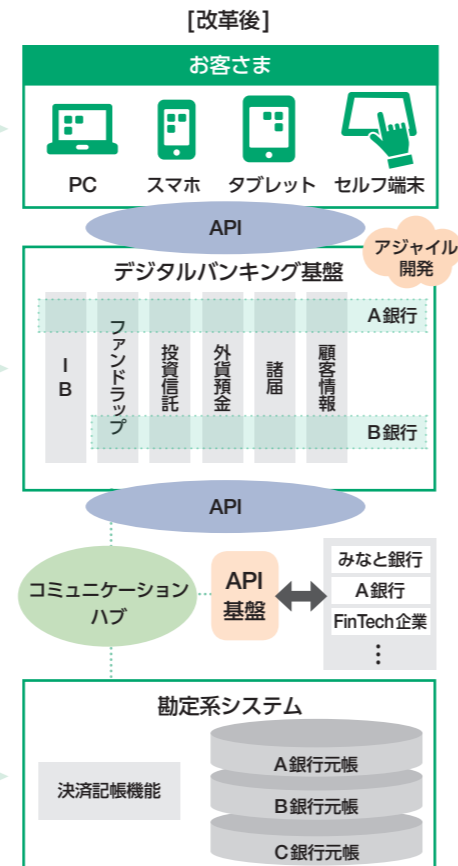 [改革後]
お客さま
PC
スマホ
タブレット
セルフ端末
API
アジャイル
開発
デジタルバンキング基盤
A銀行
IB
ファンドラップ
投資信託
外貨預金
諸届
顧客情報
B銀行
API
コミュニケーション
ハブ
API
基盤
みなと銀行
A銀行
FinTech企業
⋮
勘定系システム
決済記帳機能
A銀行元帳
B銀行元帳
C銀行元帳